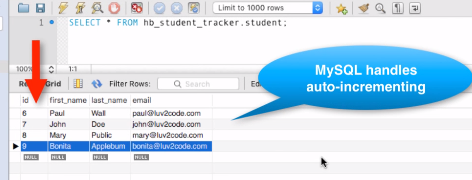 Limit to 1000 rows
1 SELECT * FROM hb_student_tracker.student;
100% 1:1
Grid Filter Rows: Search
MySQL handles
auto-incrementing
id first_name last_name email
6 Paul Wall paul@luv2code.com
7 John Doe john@luv2code.com
8 Mary Public mary@luv2code.com
9 Bonita Applebum bonita@luv2code.com
NULL NULL NULL NULL